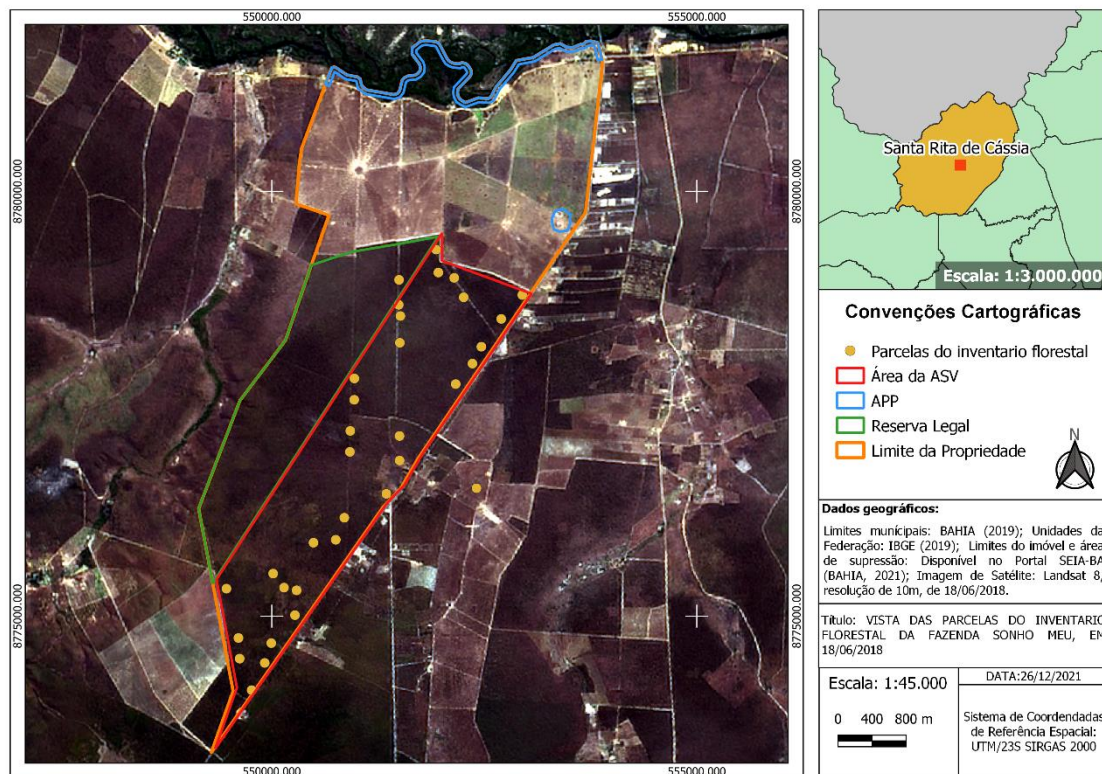 550000.000
555000.000
8780000.000
8780000.000
8775000.000
8775000.000
550000.000
555000.000
Santa Rita de Cássia
Escala: 1:3.000.000
Convenções Cartográficas
Parcelas do inventario florestal
Área da ASV
APP
Reserva Legal
Limite da Propriedade
N
Dados geográficos:
Limites municipais: BAHIA (2019); Unidades da
Federação: IBGE (2019); Limites do imóvel e área
de supressão: Disponível no Portal SEIA-BA
(BAHIA, 2021); Imagem de Satélite: Landsat 8,
resolução de 10m, de 18/06/2018.
Título: VISTA DAS PARCELAS DO INVENTARIO
FLORESTAL DA FAZENDA SONHO MEU, EM
18/06/2018
Escala: 1:45.000
0 400 800 m
DATA:26/12/2021
Sistema de Coordendadas
de Referência Espacial:
UTM/23S SIRGAS 2000